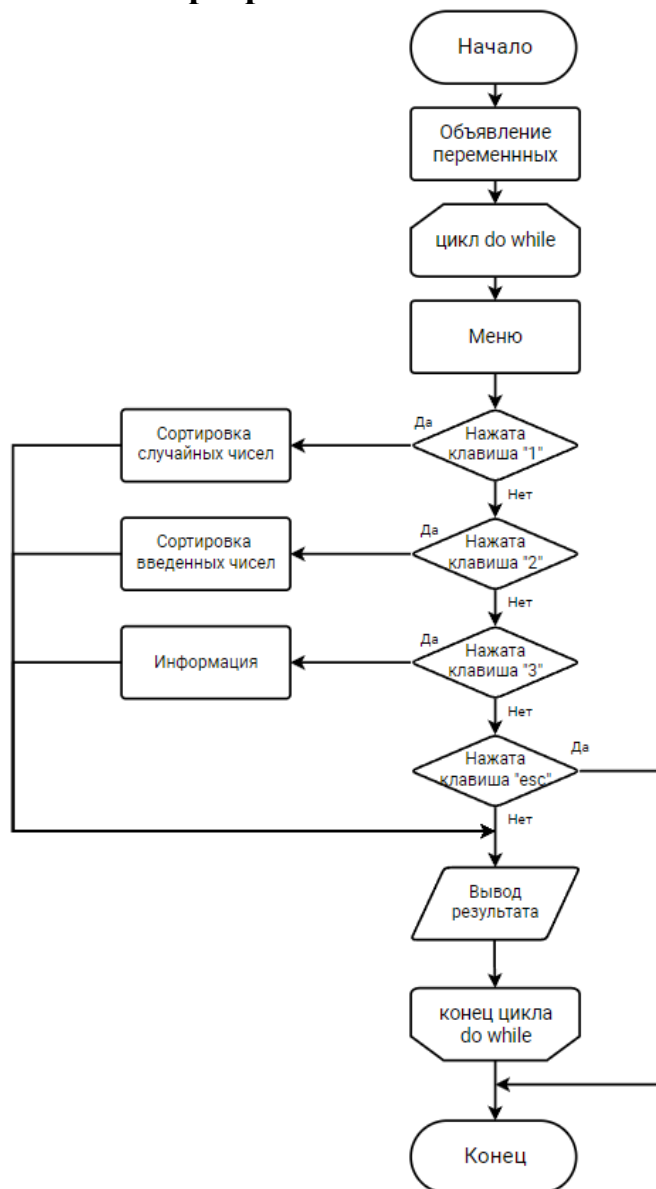 Начало
Объявление
переменнных
цикл do while
Меню
Нажата
клавиша "1"
Да
Нет
Сортировка
случайных чисел
Нажата
клавиша "2"
Да
Нет
Сортировка
введенных чисел
Нажата
клавиша "3"
Да
Нет
Информация
Нажата
клавиша "esc"
Да
Нет
Вывод
результата
конец цикла
do while
Конец